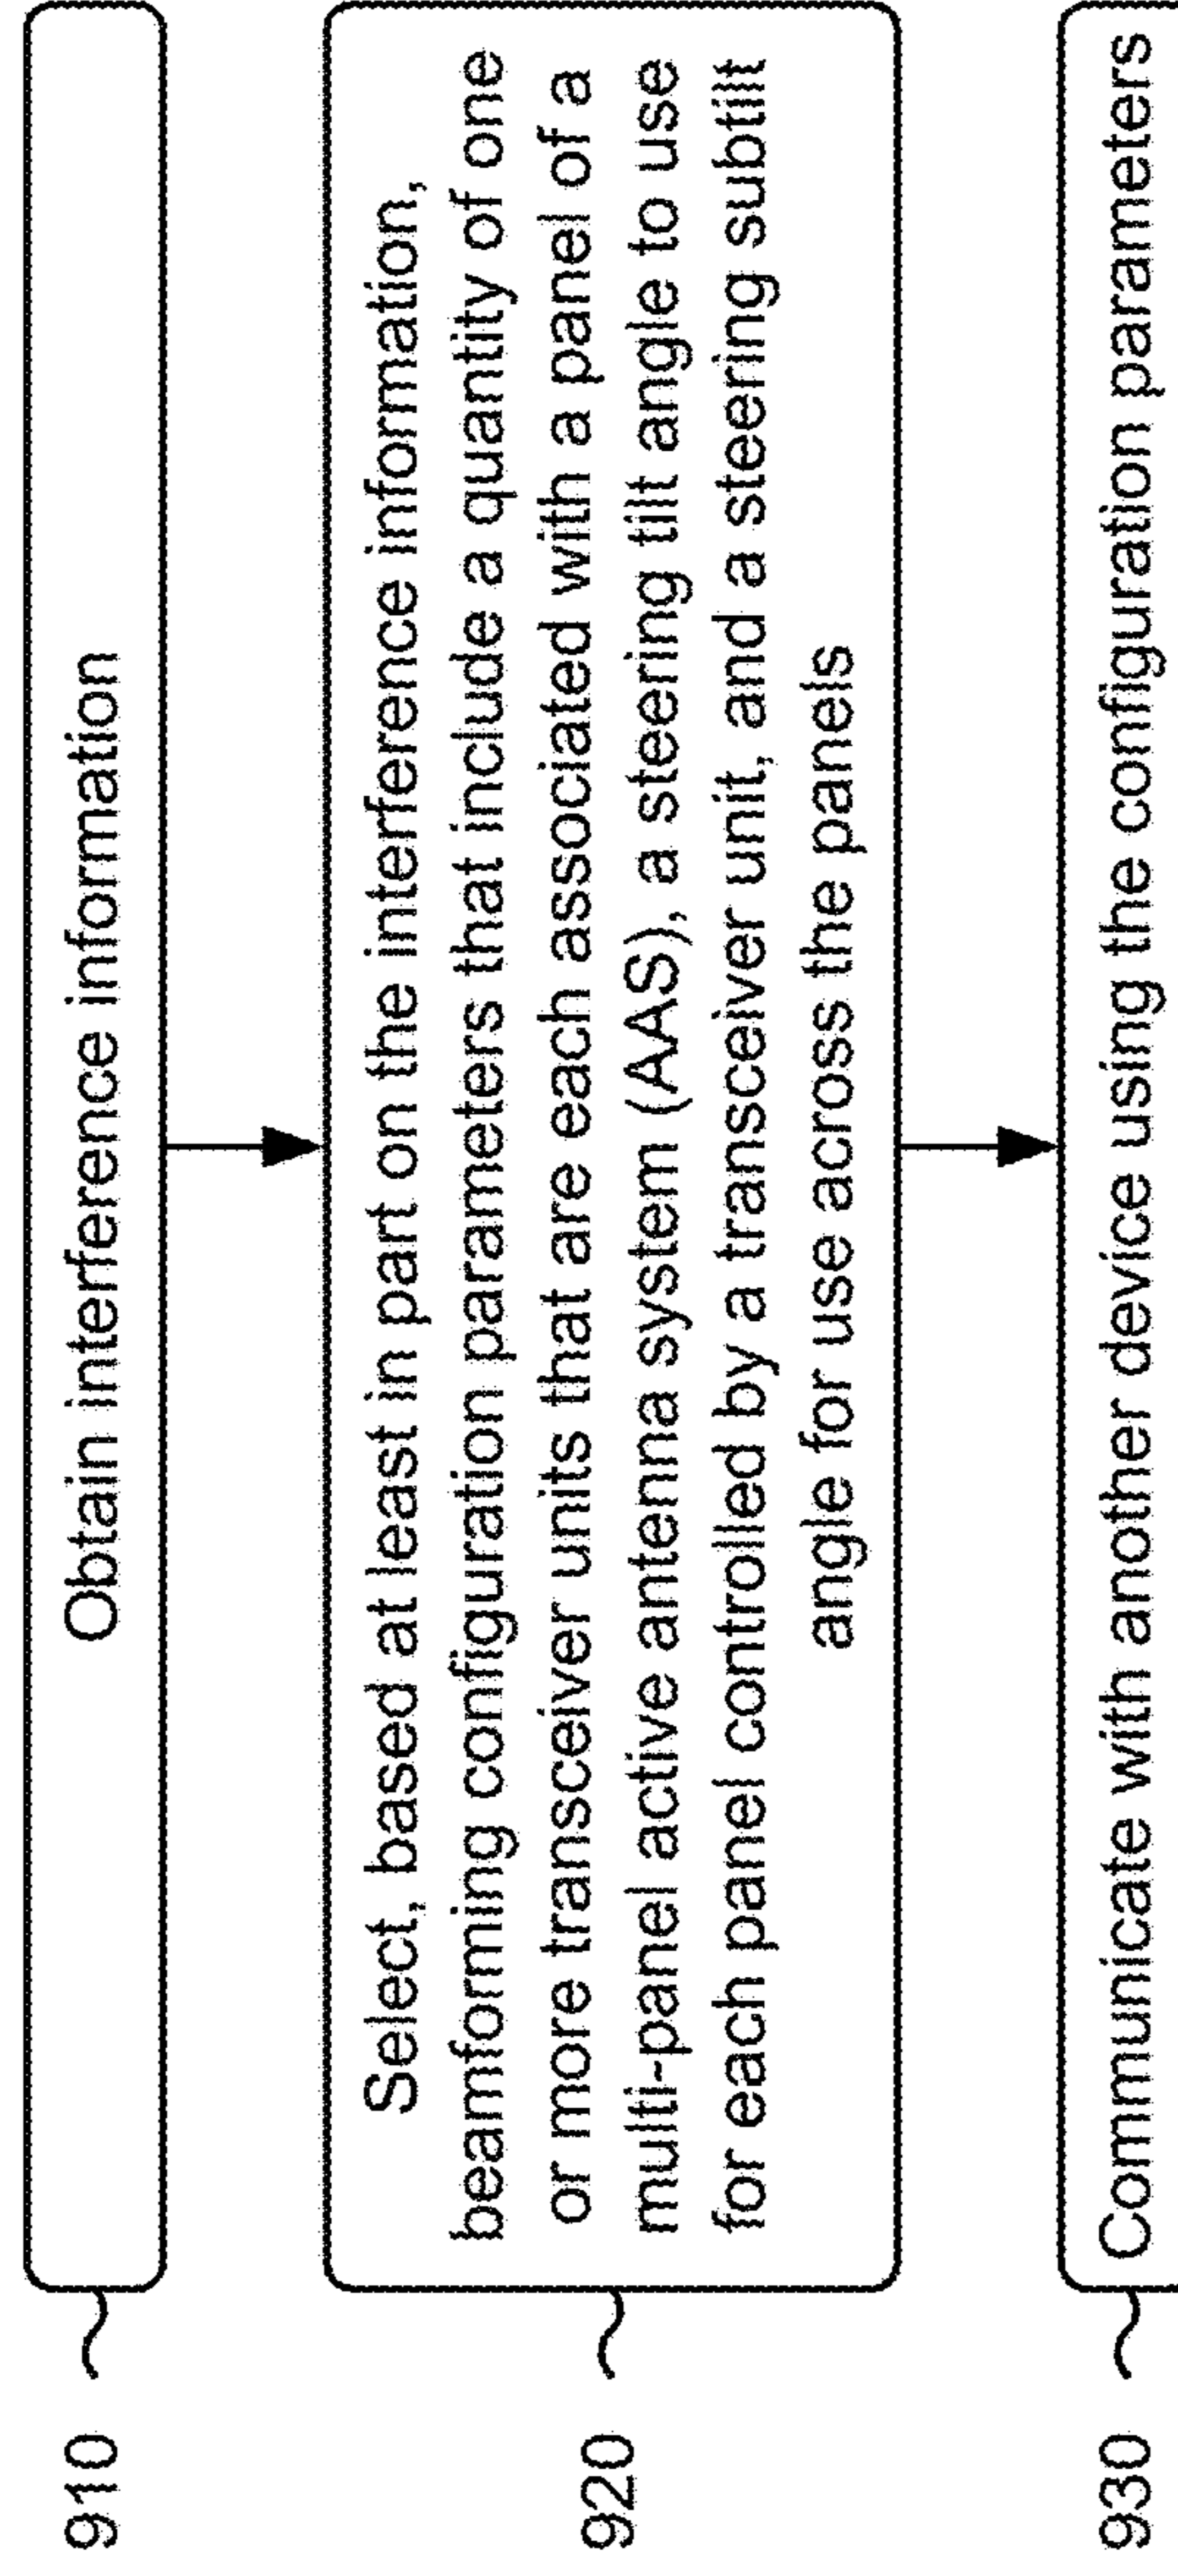 910
Obtain interference information
920
Select, based at least in part on the interference information,
beamforming configuration parameters that include a quantity of one
or more transceiver units that are each associated with a panel of a
multi-panel active antenna system (AAS), a steering tilt angle to use
for each panel controlled by a transceiver unit, and a steering subtilt
angle for use across the panels
930
Communicate with another device using the configuration parameters